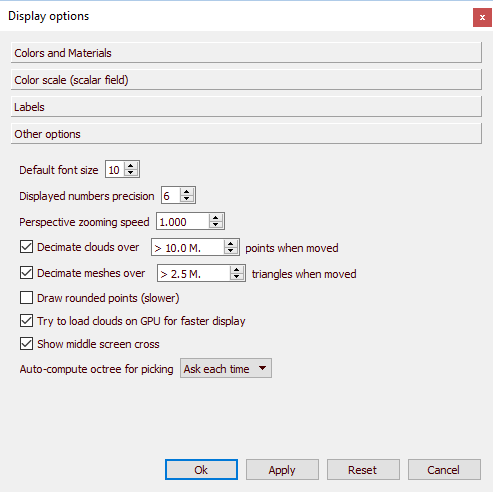 Display options
x
Colors and Materials
Color scale (scalar field)
Labels
Other options
Default font size 10
Displayed numbers precision 6
Perspective zooming speed 1.000
Decimate clouds over > 10.0 M. points when moved
Decimate meshes over > 2.5 M. triangles when moved
Draw rounded points (slower)
Try to load clouds on GPU for faster display
Show middle screen cross
Auto-compute octree for picking Ask each time
Ok Apply Reset Cancel